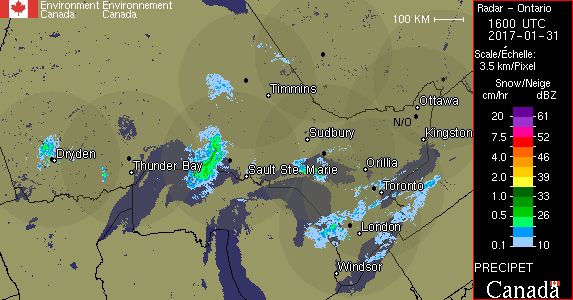 Environment Environnement
Canada Canada
100 KM
Timmins
Ottawa
N/O
Sudbury
Kingston
Dryden
Thunder Bay
Sault Ste. Marie
Orillia
Toronto
London
Windsor
Radar - Ontario
1600 UTC
2017-01-31
Scale/Échelle:
3.5 km/Pixel
Snow/Neige
cm/hr dBZ
20 61
7.5 52
4.0 46
2.0 39
1.0 33
0.5 26
0.1 10
PRECIPET
Canada